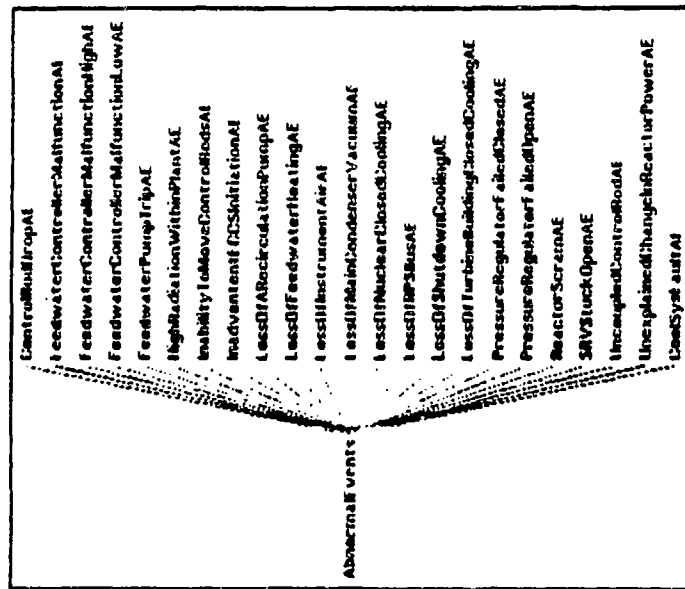 ControlRodDropAE
FeedwaterControllerMalfunctionAE
FeedwaterControllerMalfunctionHighAE
FeedwaterControllerMalfunctionLowAE
FeedwaterPumpTripAE
HighRadiationWithinPlantAE
InabilityToMoveControlRodsAE
InadvertentECCSInitiationAE
LossOfARecirculationPumpAE
LossOfFeedwaterHeatingAE
LossOfInstrumentAirAE
LossOfMainCondenserVacuumAE
LossOfNuclearClosedCoolingAE
LossOfRPSBusAE
LossOfShutdownCoolingAE
LossOfTurbineBuildingClosedCoolingAE
PressureRegulatorFailedClosedAE
PressureRegulatorFailedOpenAE
ReactorScramAE
SRVStuckOpenAE
UncoupledControlRodAE
UnexplainedChangeInReactorPowerAE
AbnormalEvents